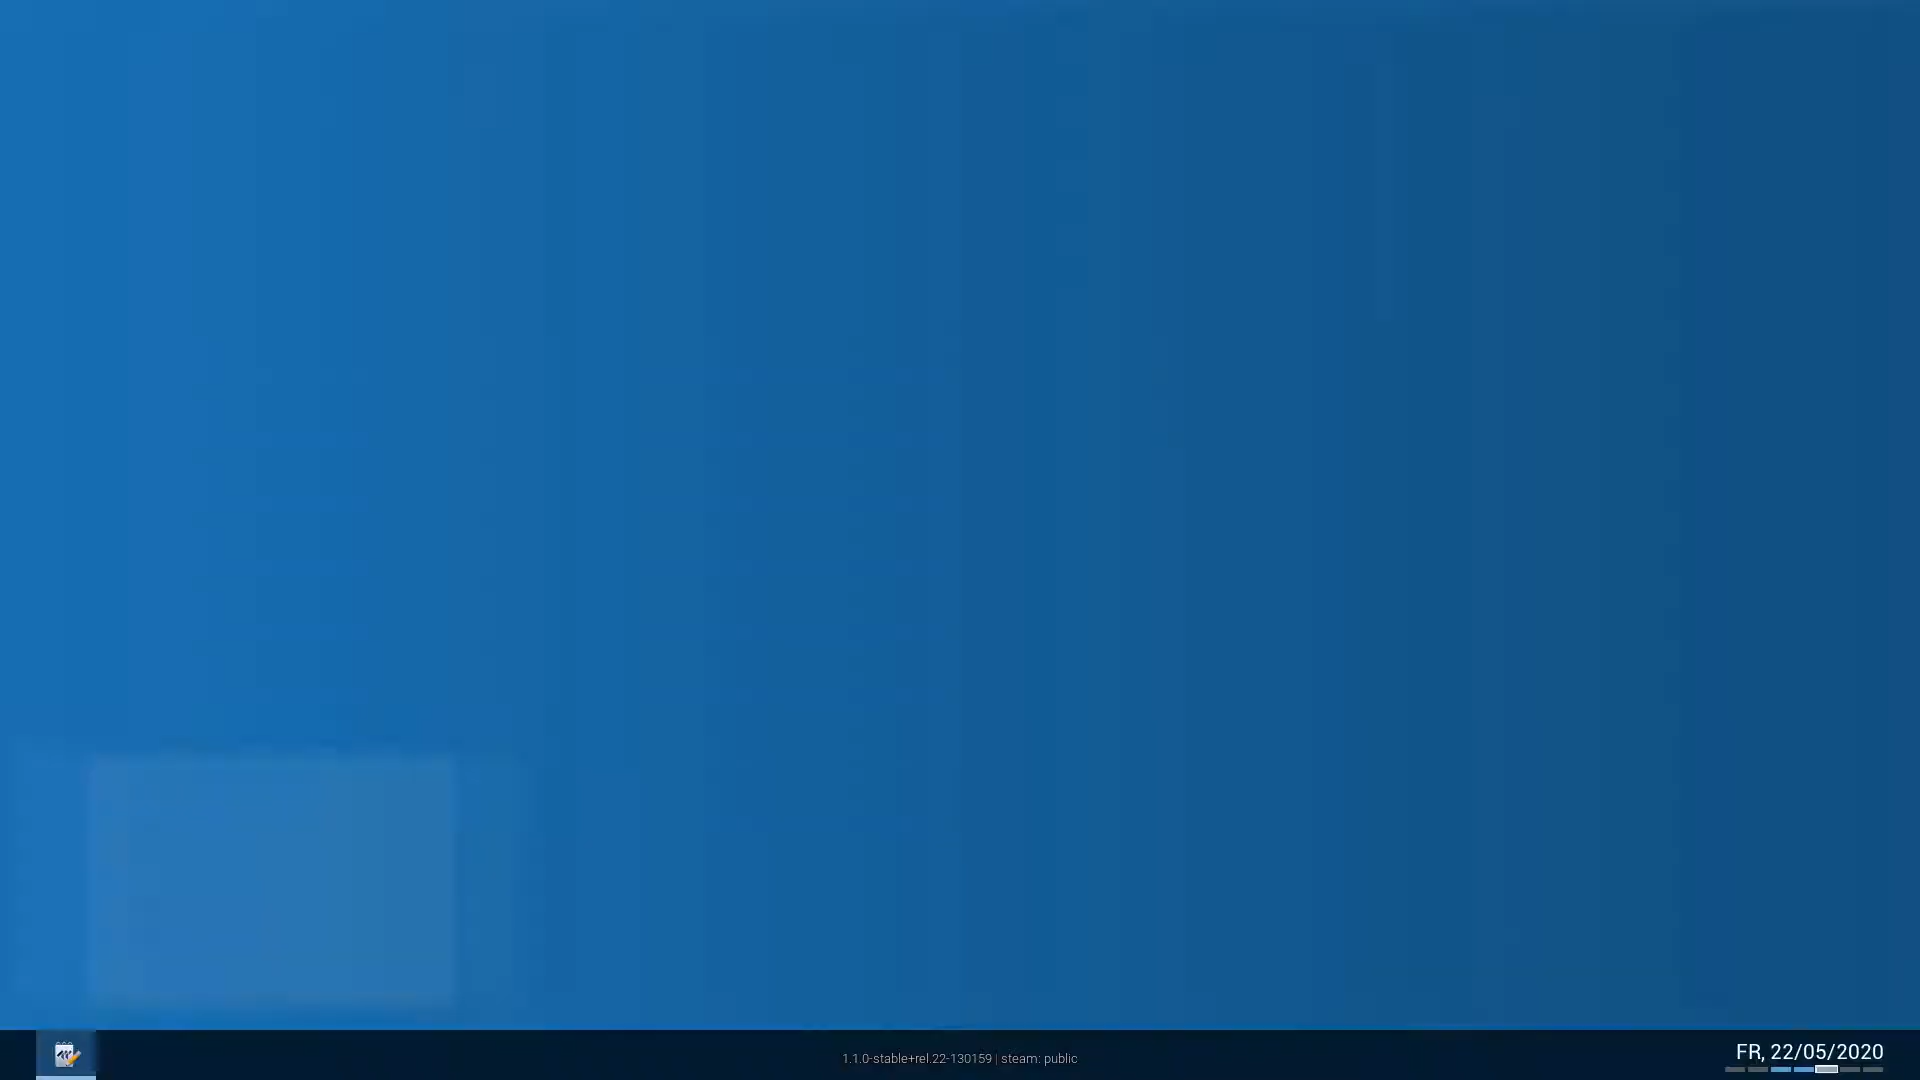 1.1.0-stable+rel.22-130159 | steam: public
FR, 22/05/2020